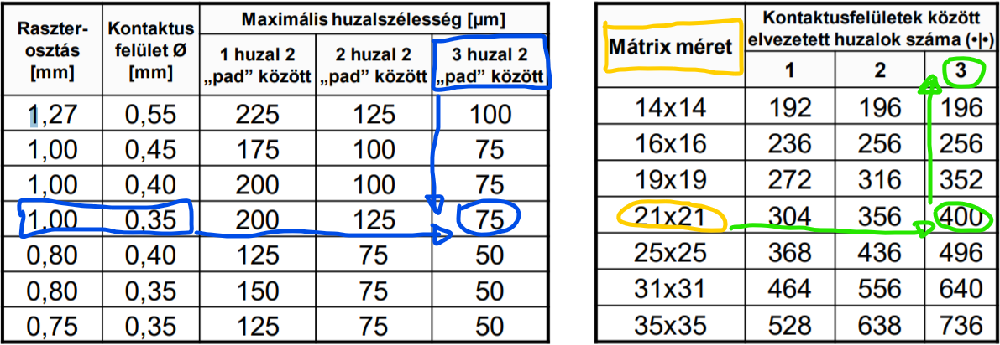 Raszter-osztás [mm] Kontaktus felület Ø [mm] Maximális huzalszélesség [µm]
1 huzal 2 „pad” között 2 huzal 2 „pad” között 3 huzal 2 „pad” között
1,27 0,55 225 125 100
1,00 0,45 175 100 75
1,00 0,40 200 100 75
1,00 0,35 200 125 75
0,80 0,40 125 75 50
0,80 0,35 150 75 50
0,75 0,35 125 75 50
Mátrix méret Kontaktusfelületek között elvezetett huzalok száma (•|•)
1 2 3
14x14 192 196 196
16x16 236 256 256
19x19 272 316 352
21x21 304 356 400
25x25 368 436 496
31x31 464 556 640
35x35 528 638 736